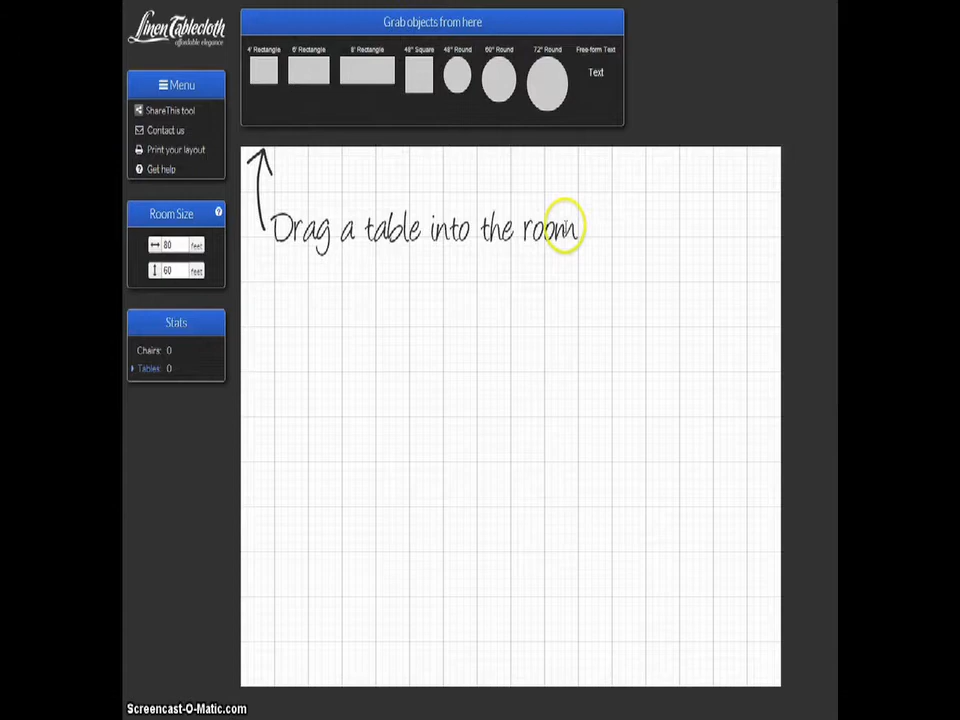 Linen Tablecloth
affordable elegance
Grab objects from here
4' Rectangle 6' Rectangle 8' Rectangle 48" Square 48" Round 60" Round 72" Round Free-form Text
Text
Menu
ShareThis tool
Contact us
Print your layout
Get help
Room Size ?
80 feet
60 feet
Stats
Chairs: 0
Tables: 0
Drag a table into the room
Screencast-O-Matic.com